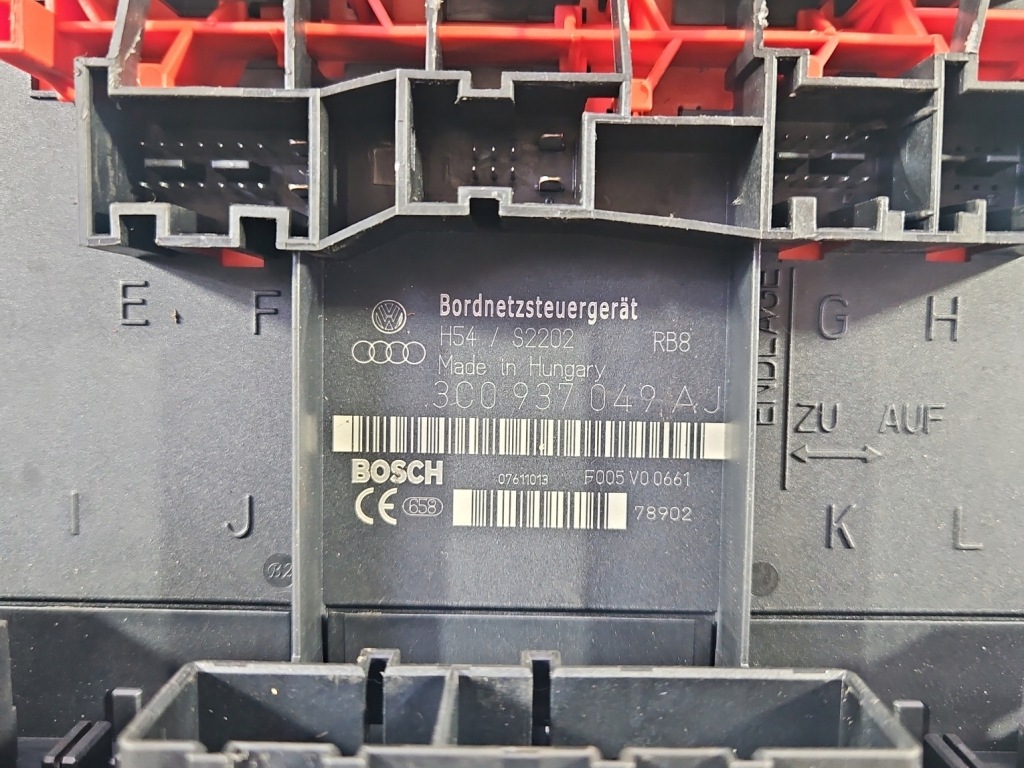 E F
G H
Bordnetzsteuergerät
H54 / S2202 RB8
Made in Hungary
3C0 937 049 AJ
ENDLAGE
ZU AUF
BOSCH 07611013 F005 V0 0661
CE 658 78902
I J
K L
B2